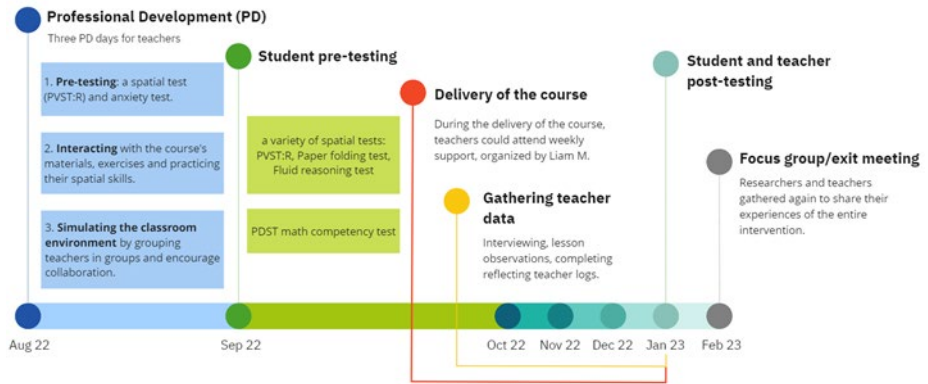 Professional Development (PD)
Three PD days for teachers
1. Pre-testing: a spatial test
(PVST:R) and anxiety test.
2. Interacting with the course's
materials, exercises and practicing
their spatial skills.
3. Simulating the classroom
environment by grouping
teachers in groups and encourage
collaboration.
Student pre-testing
a variety of spatial tests:
PVST:R, Paper folding test,
Fluid reasoning test
PDST math competency test
Delivery of the course
During the delivery of the course,
teachers could attend weekly
support, organized by Liam M.
Gathering teacher
data
Interviewing, lesson
observations, completing
reflecting teacher logs.
Student and teacher
post-testing
Focus group/exit meeting
Researchers and teachers
gathered again to share their
experiences of the entire
intervention.
Aug 22
Sep 22
Oct 22
Nov 22
Dec 22
Jan 23
Feb 23